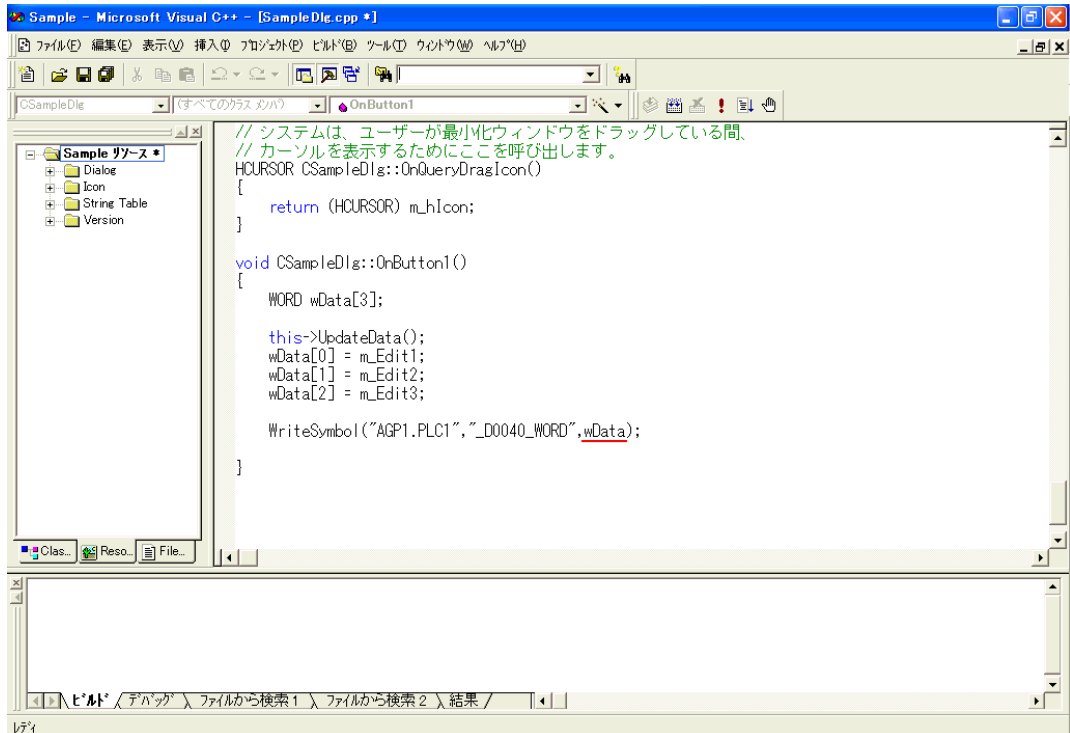 Sample - Microsoft Visual C++ - [SampleDlg.cpp *]
ファイル(F) 編集(E) 表示(V) 挿入(I) プロジェクト(P) ビルド(B) ツール(T) ウィンドウ(W) ヘルプ(H)
CSampleDlg (すべてのクラス メンバ) OnButton1
Sample リソース *
Dialog
Icon
String Table
Version
Clas... Reso... File...
// システムは、ユーザーが最小化ウィンドウをドラッグしている間、
// カーソルを表示するためにここを呼び出します。
HCURSOR CSampleDlg::OnQueryDragIcon()
{
return (HCURSOR) m_hIcon;
}
void CSampleDlg::OnButton1()
{
WORD wData[3];
this->UpdateData();
wData[0] = m_Edit1;
wData[1] = m_Edit2;
wData[2] = m_Edit3;
WriteSymbol("AGP1.PLC1","_D0040_WORD",wData);
}
ビルド デバッグ ファイルから検索1 ファイルから検索2 結果
レディ